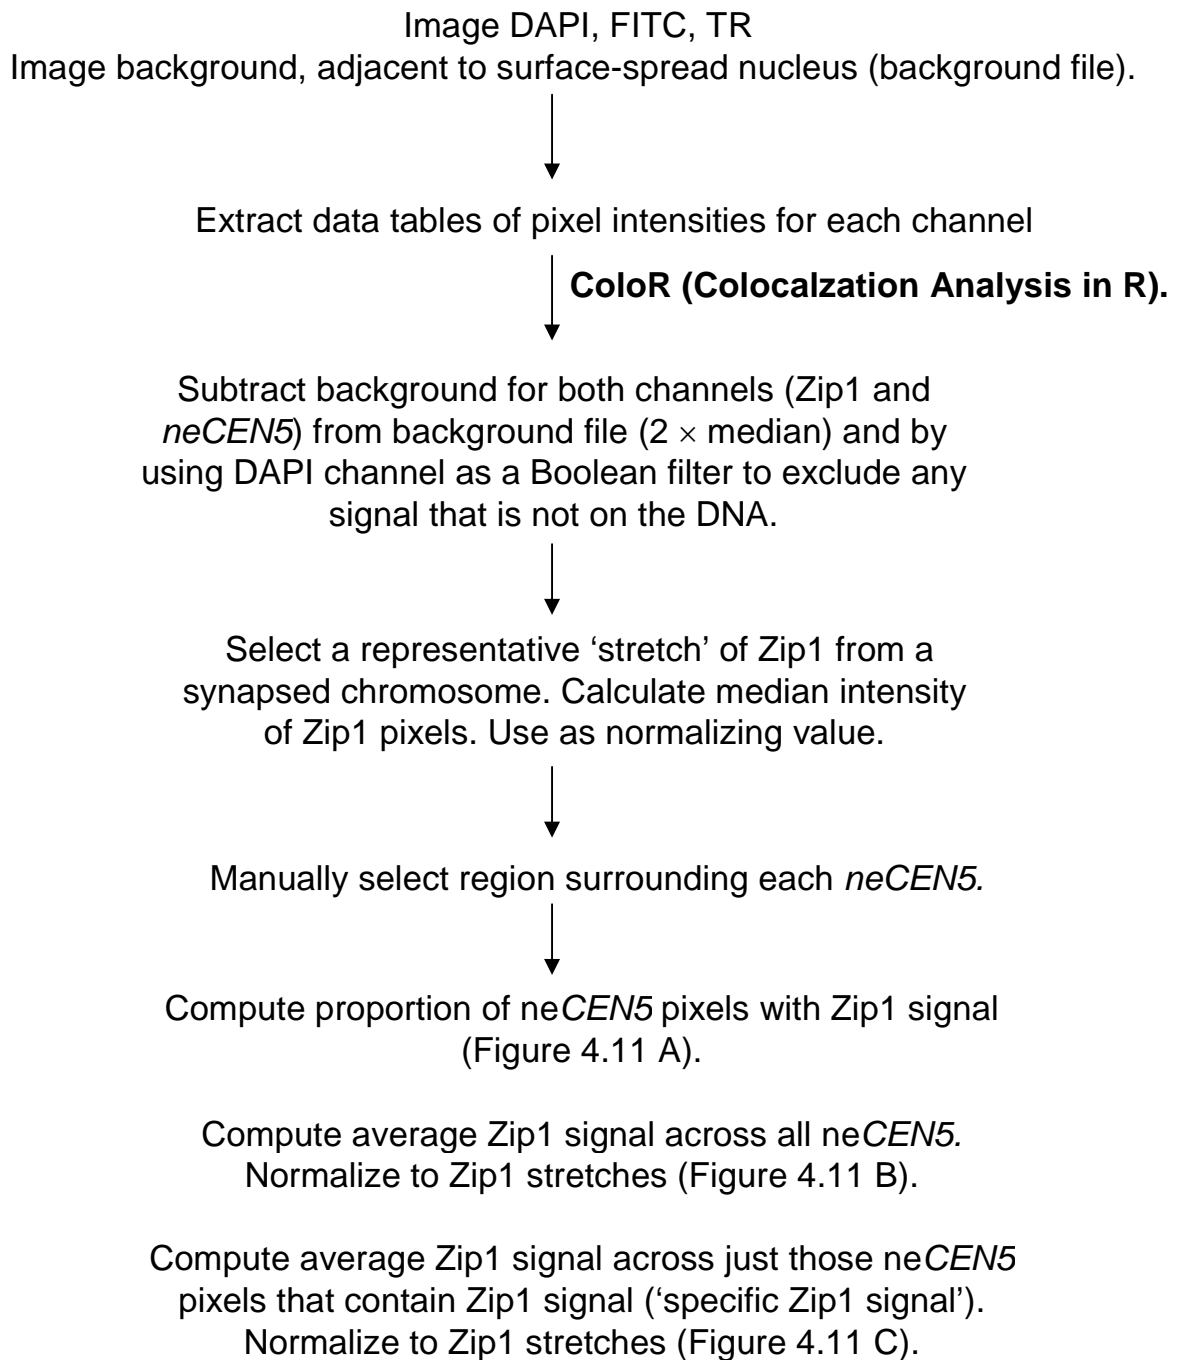 Image DAPI, FITC, TR
Image background, adjacent to surface-spread nucleus (background file).
Extract data tables of pixel intensities for each channel
ColoR (Colocalzation Analysis in R).
Subtract background for both channels (Zip1 and
neCEN5) from background file (2 × median) and by
using DAPI channel as a Boolean filter to exclude any
signal that is not on the DNA.
Select a representative ‘stretch’ of Zip1 from a
synapsed chromosome. Calculate median intensity
of Zip1 pixels. Use as normalizing value.
Manually select region surrounding each neCEN5.
Compute proportion of neCEN5 pixels with Zip1 signal
(Figure 4.11 A).
Compute average Zip1 signal across all neCEN5.
Normalize to Zip1 stretches (Figure 4.11 B).
Compute average Zip1 signal across just those neCEN5
pixels that contain Zip1 signal (‘specific Zip1 signal’).
Normalize to Zip1 stretches (Figure 4.11 C).